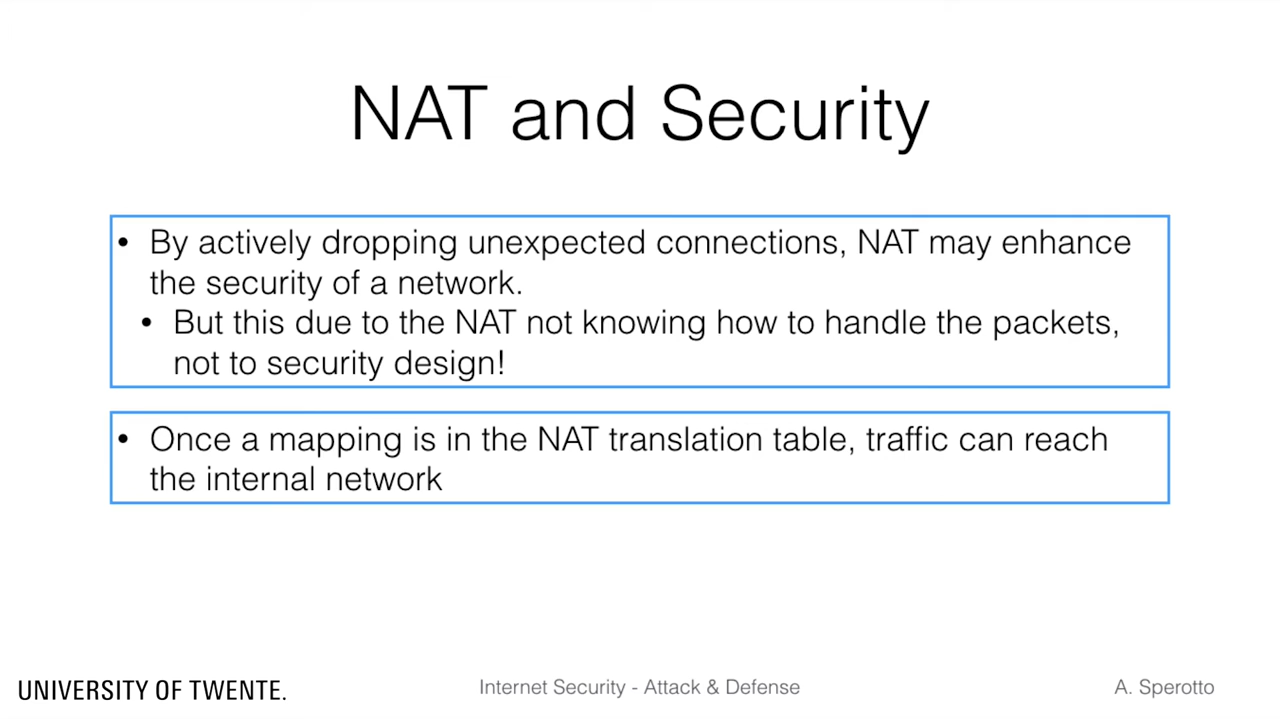 NAT and Security
• By actively dropping unexpected connections, NAT may enhance
the security of a network.
• But this due to the NAT not knowing how to handle the packets,
not to security design!
• Once a mapping is in the NAT translation table, traffic can reach
the internal network
UNIVERSITY OF TWENTE.
Internet Security - Attack & Defense
A. Sperotto